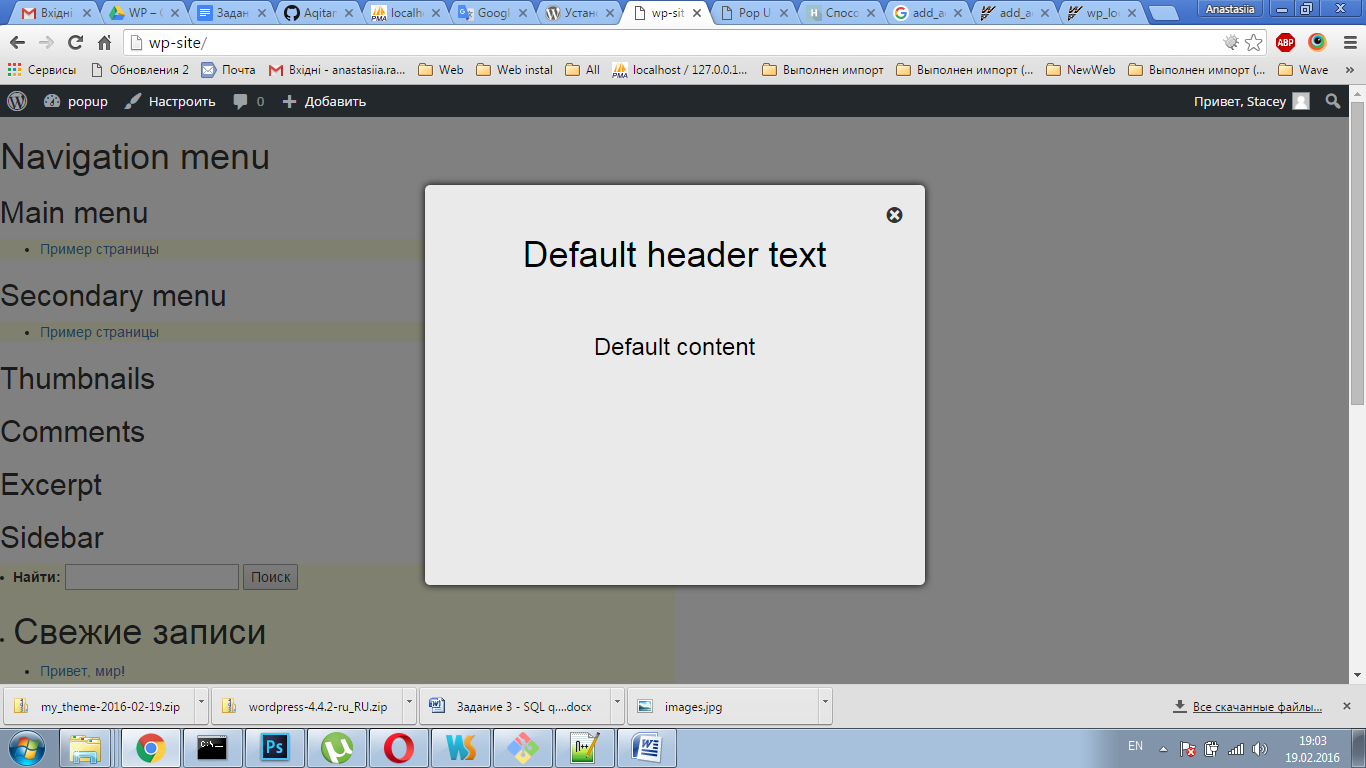 Вхідні
WP – G
Задан
Aqitan
localh
Googl
Устано
wp-sit
Pop U
Спосо
add_a
add_a
wp_lo
Anastasiia
wp-site/
ABP
Сервисы
Обновления 2
Почта
Вхідні - anastasiia.ra...
Web
Web instal
All
localhost / 127.0.0.1...
Выполнен импорт
Выполнен импорт (...
NewWeb
Выполнен импорт (...
Wave
»
popup
Настроить
0
Добавить
Привет, Stacey
Navigation menu
Main menu
Пример страницы
Secondary menu
Пример страницы
Thumbnails
Comments
Excerpt
Sidebar
Найти:
Поиск
Свежие записи
Привет, мир!
Default header text
Default content
my_theme-2016-02-19.zip
wordpress-4.4.2-ru_RU.zip
Задание 3 - SQL q....docx
images.jpg
Все скачанные файлы...
Ps
WS
EN
19:03
19.02.2016